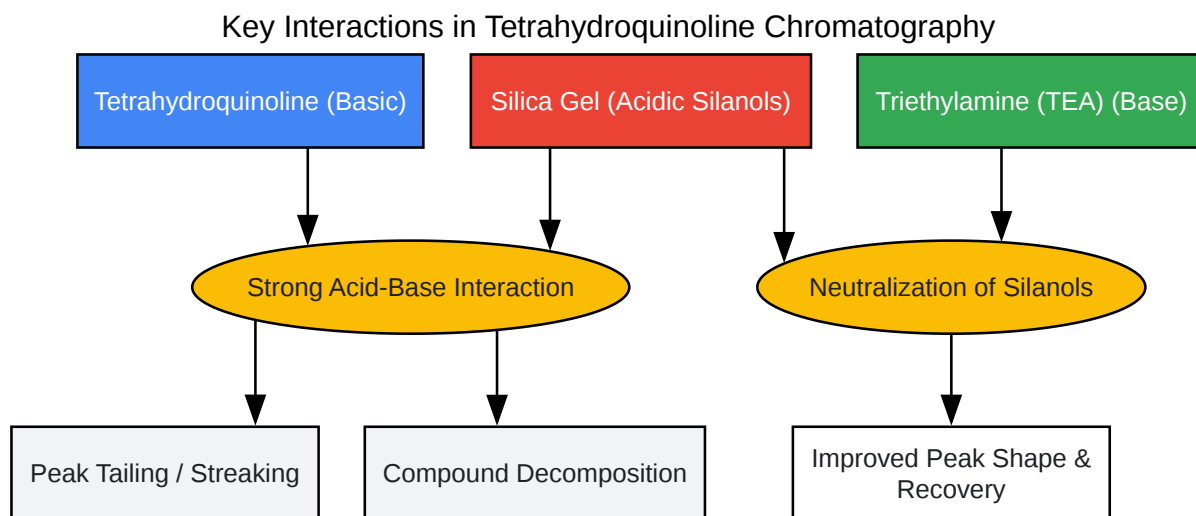 Key Interactions in Tetrahydroquinoline Chromatography
Tetrahydroquinoline (Basic)
Silica Gel (Acidic Silanols)
Triethylamine (TEA) (Base)
Strong Acid-Base Interaction
Neutralization of Silanols
Peak Tailing / Streaking
Compound Decomposition
Improved Peak Shape &
Recovery